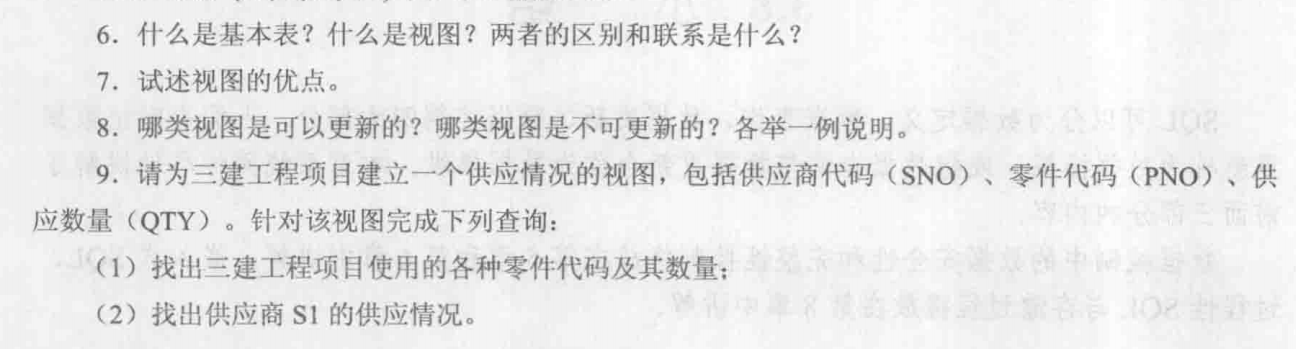 6．什么是基本表？什么是视图？两者的区别和联系是什么？
7．试述视图的优点。
8．哪类视图是可以更新的？哪类视图是不可更新的？各举一例说明。
9．请为三建工程项目建立一个供应情况的视图，包括供应商代码（SNO）、零件代码（PNO）、供
应数量（QTY）。针对该视图完成下列查询：
（1）找出三建工程项目使用的各种零件代码及其数量；
（2）找出供应商 S1 的供应情况。